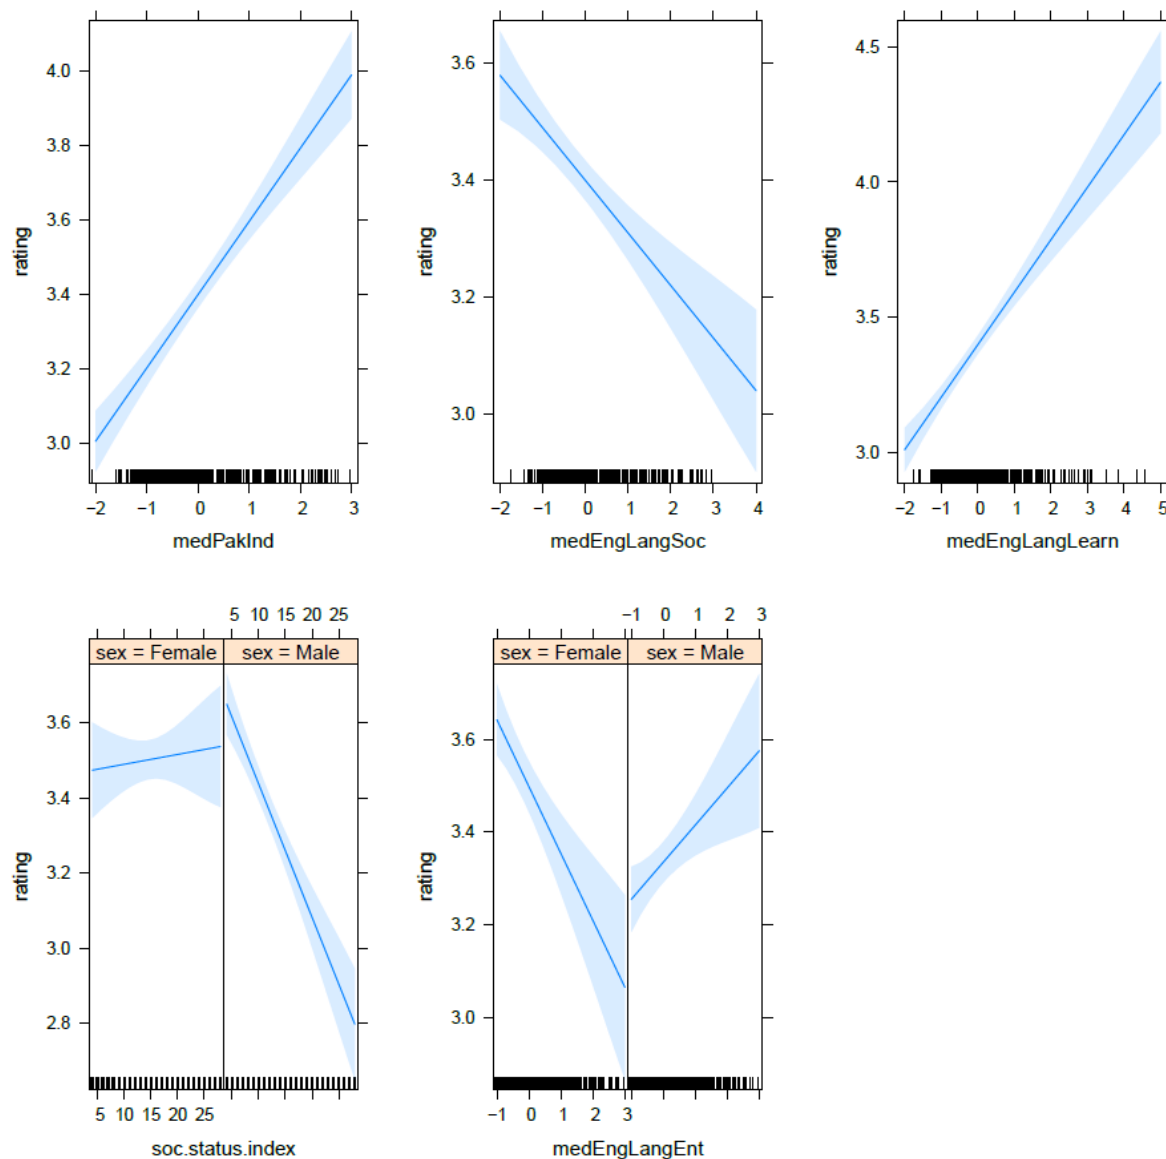 4.0
3.8
3.6
3.4
3.2
3.0
rating
−2 −1 0 1 2 3
medPakInd
3.6
3.4
3.2
3.0
rating
−2 −1 0 1 2 3 4
medEngLangSoc
4.5
4.0
3.5
3.0
rating
−2 −1 0 1 2 3 4 5
medEngLangLearn
5 10 15 20 25
sex = Female sex = Male
3.6
3.4
3.2
3.0
2.8
rating
5 10 15 20 25
soc.status.index
−1 0 1 2 3
sex = Female sex = Male
3.6
3.4
3.2
3.0
rating
−1 0 1 2 3
medEngLangEnt